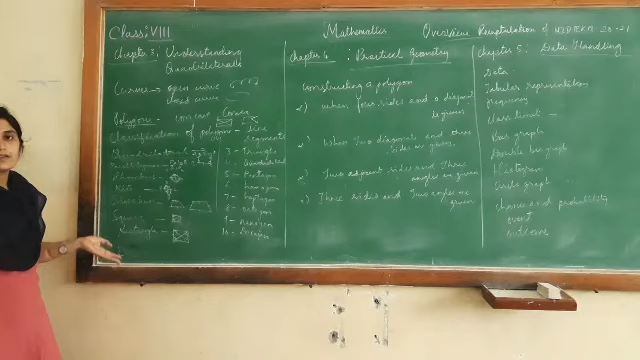 Class: VIII
Mathematics
Overview Recapitulation of MIDTERM 20-21
Chapter 3: Understanding
Quadrilaterals
Curves - open curve
closed curve
Polygons - concave convex
Classification of polygons - line
segments
Quadrilateral
3 - Triangle
4 - Quadrilateral
Rhombus
5 - Pentagon
Kite
6 - Hexagon
7 - Heptagon
8 - Octagon
Square
9 - Nonagon
Rectangle
10 - Decagon
Chapter 4 : Practical Geometry
Constructing a polygon
When four sides and a diagonal
is given
When Two diagonal and three
sides are given
Two adjacent sides and Three
angles are given
Three sides and Two angles are
given
Chapter 5: Data Handling
Data
Tabular representation
frequency
class limit -
Bar graph
Double bar graph
Histogram
Circle graph
chance and probability
event
outcome